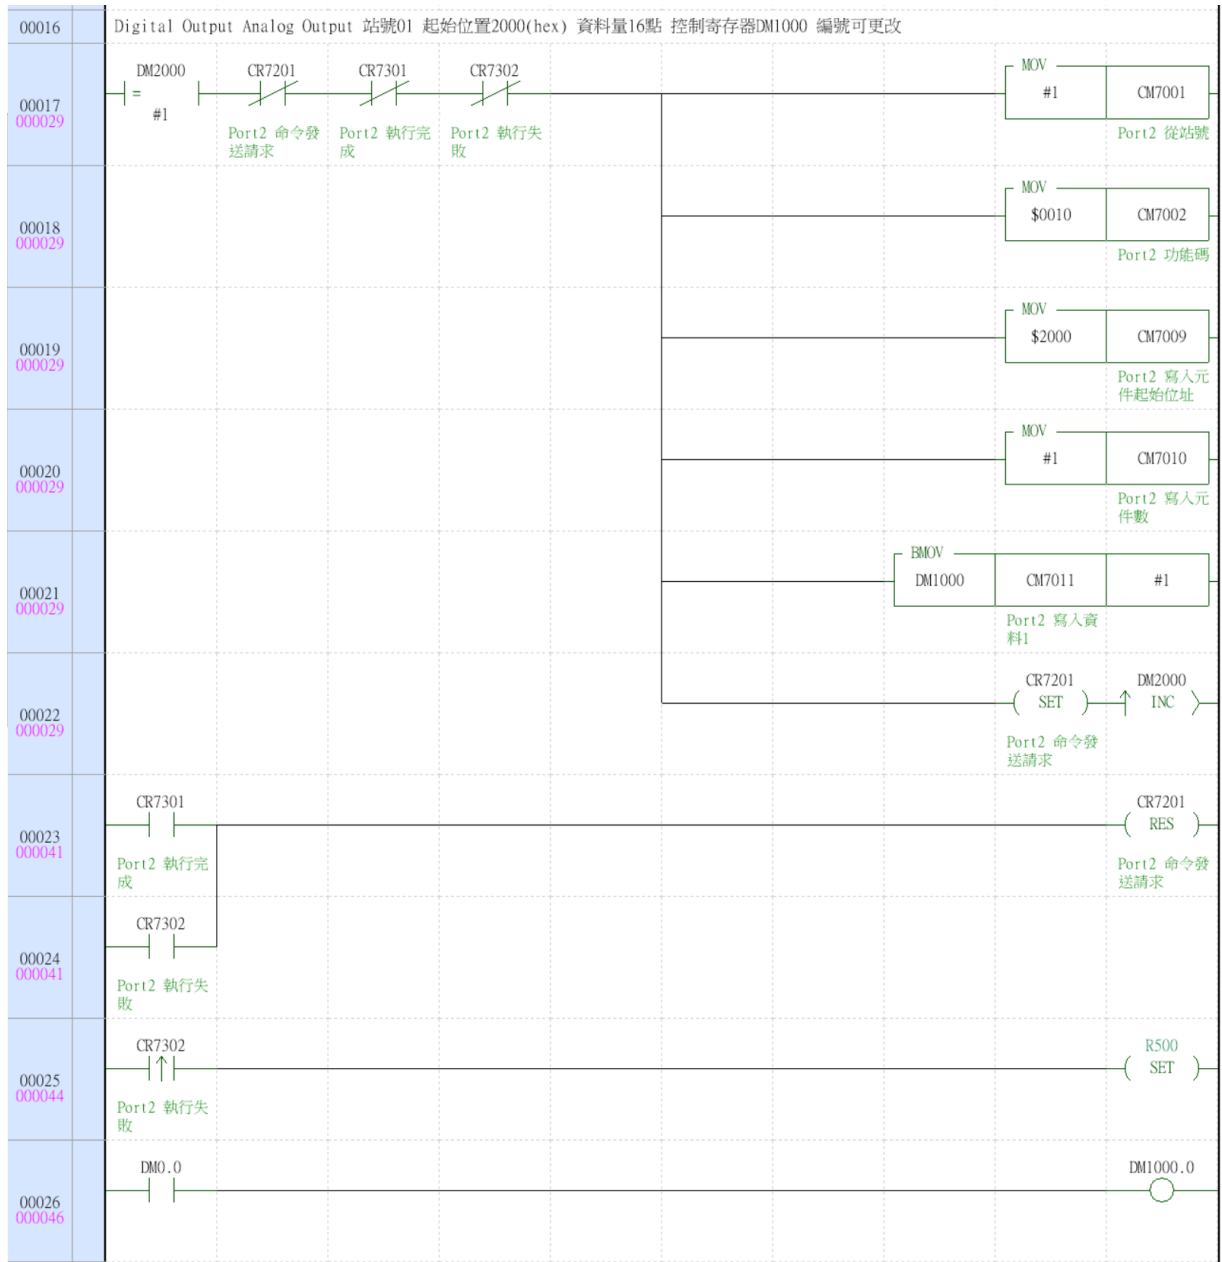 00016
Digital Output Analog Output 站號01 起始位置2000(hex) 資料量16點 控制寄存器DM1000 編號可更改
00017
000029
DM2000
=
#1
CR7201
Port2 命令發
送請求
CR7301
Port2 執行完
成
CR7302
Port2 執行失
敗
MOV
#1
CM7001
Port2 從站號
00018
000029
MOV
$0010
CM7002
Port2 功能碼
00019
000029
MOV
$2000
CM7009
Port2 寫入元
件起始位址
00020
000029
MOV
#1
CM7010
Port2 寫入元
件數
00021
000029
BMOV
DM1000
CM7011
#1
Port2 寫入資
料1
00022
000029
CR7201
SET
Port2 命令發
送請求
DM2000
INC
00023
000041
CR7301
Port2 執行完
成
CR7201
RES
Port2 命令發
送請求
00024
000041
CR7302
Port2 執行失
敗
00025
000044
CR7302
Port2 執行失
敗
R500
SET
00026
000046
DM0.0
DM1000.0